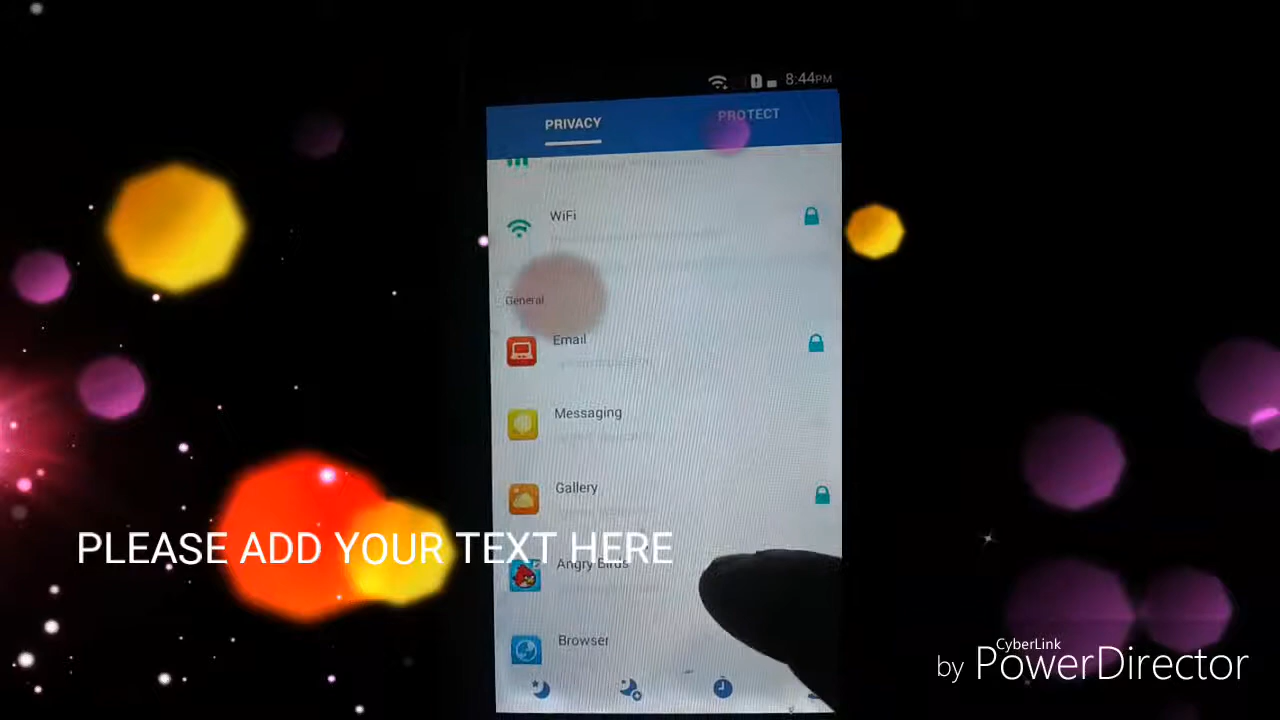 8:44PM
PRIVACY
PROTECT
WiFi
General
Email
Messaging
Gallery
PLEASE ADD YOUR TEXT HERE
Angry Birds
Browser
CyberLink
by PowerDirector